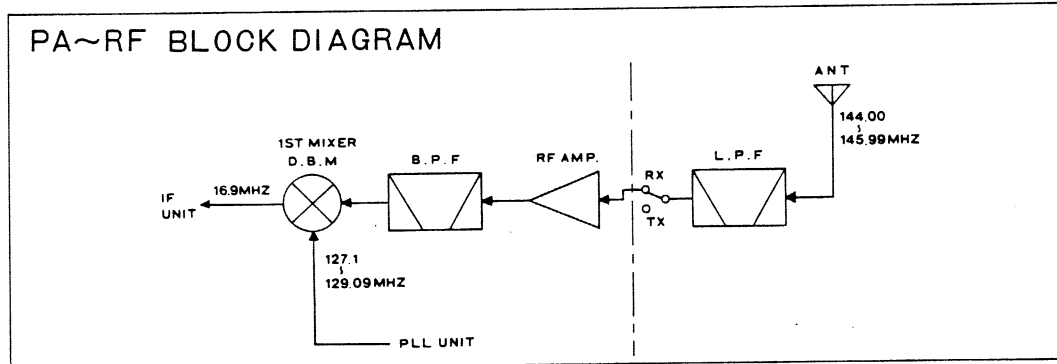 PA~RF BLOCK DIAGRAM
ANT
144.00
~
145.99MHZ
1ST MIXER
D.B.M
B.P.F
RF AMP.
L.P.F
RX
TX
16.9MHZ
IF
UNIT
127.1
~
129.09MHZ
PLL UNIT